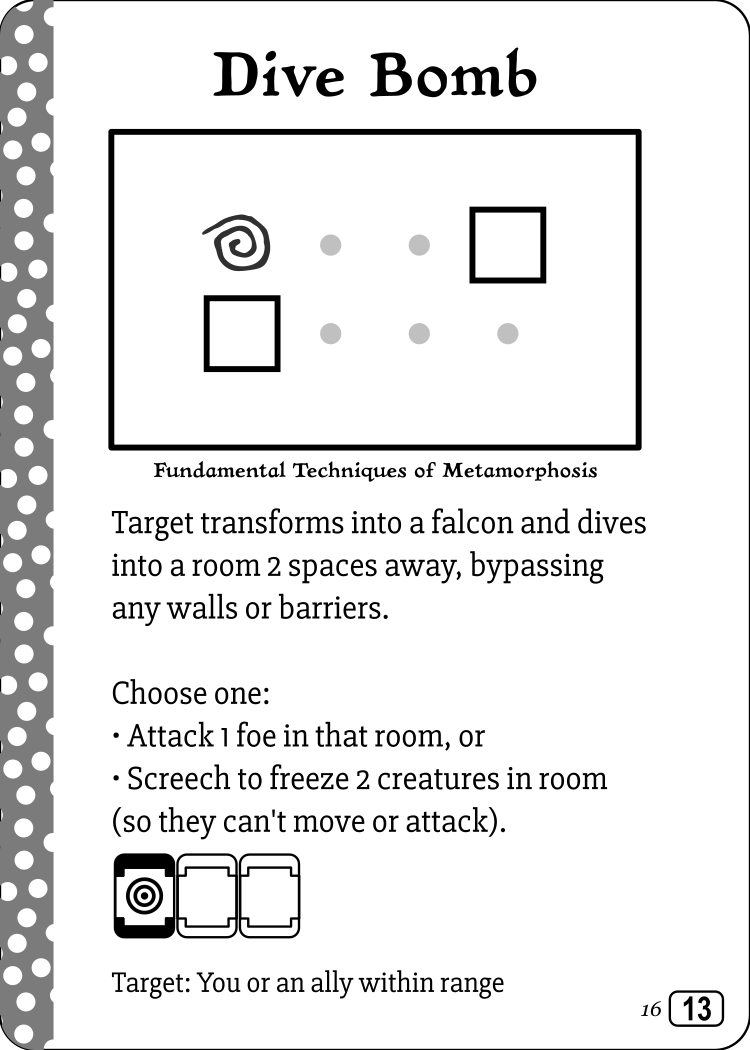 Dive Bomb
Fundamental Techniques of Metamorphosis
Target transforms into a falcon and dives
into a room 2 spaces away, bypassing
any walls or barriers.
Choose one:
• Attack 1 foe in that room, or
• Screech to freeze 2 creatures in room
(so they can't move or attack).
Target: You or an ally within range
16 13